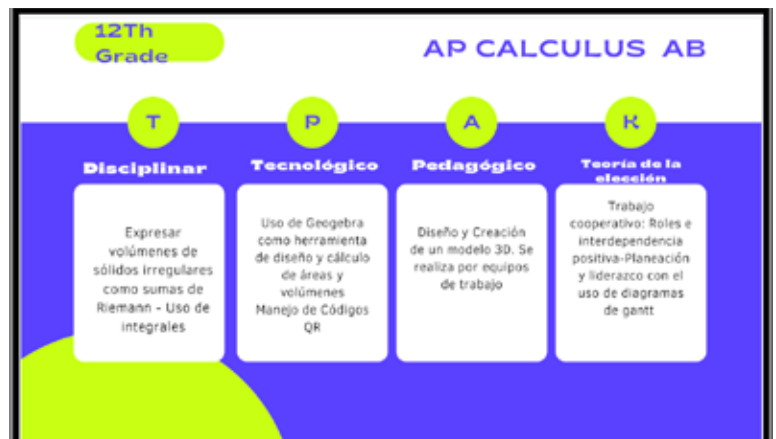 12Th
Grade
AP CALCULUS AB
T
P
A
K
Disciplinar
Tecnológico
Pedagógico
Teoría de la
elección
Expresar
volúmenes de
sólidos irregulares
como sumas de
Riemann - Uso de
integrales
Uso de Geogebra
como herramienta
de diseño y cálculo
de áreas y
volúmenes
Manejo de Códigos
QR
Diseño y Creación
de un modelo 3D. Se
realiza por equipos
de trabajo
Trabajo
cooperativo: Roles e
interdependencia
positiva-Planeación
y liderazco con el
uso de diagramas
de gantt